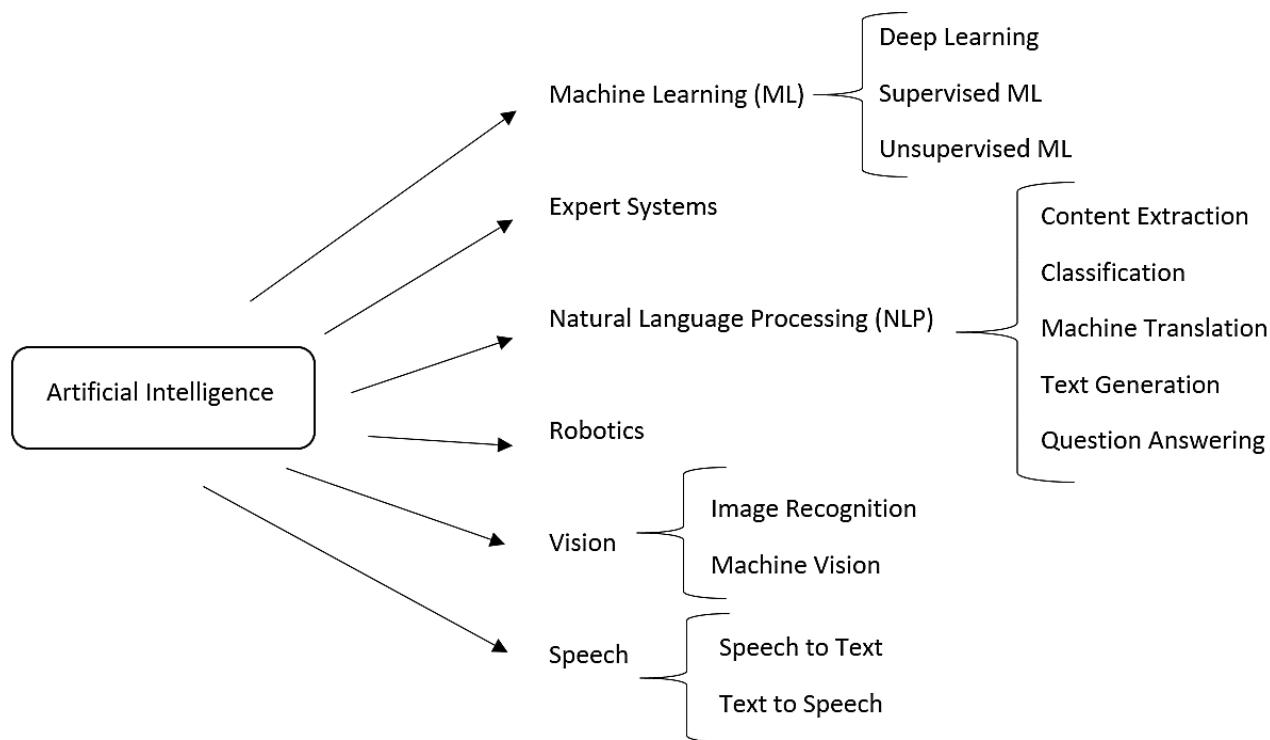 Artificial Intelligence
Machine Learning (ML)
Deep Learning
Supervised ML
Unsupervised ML
Expert Systems
Natural Language Processing (NLP)
Content Extraction
Classification
Machine Translation
Text Generation
Question Answering
Robotics
Vision
Image Recognition
Machine Vision
Speech
Speech to Text
Text to Speech